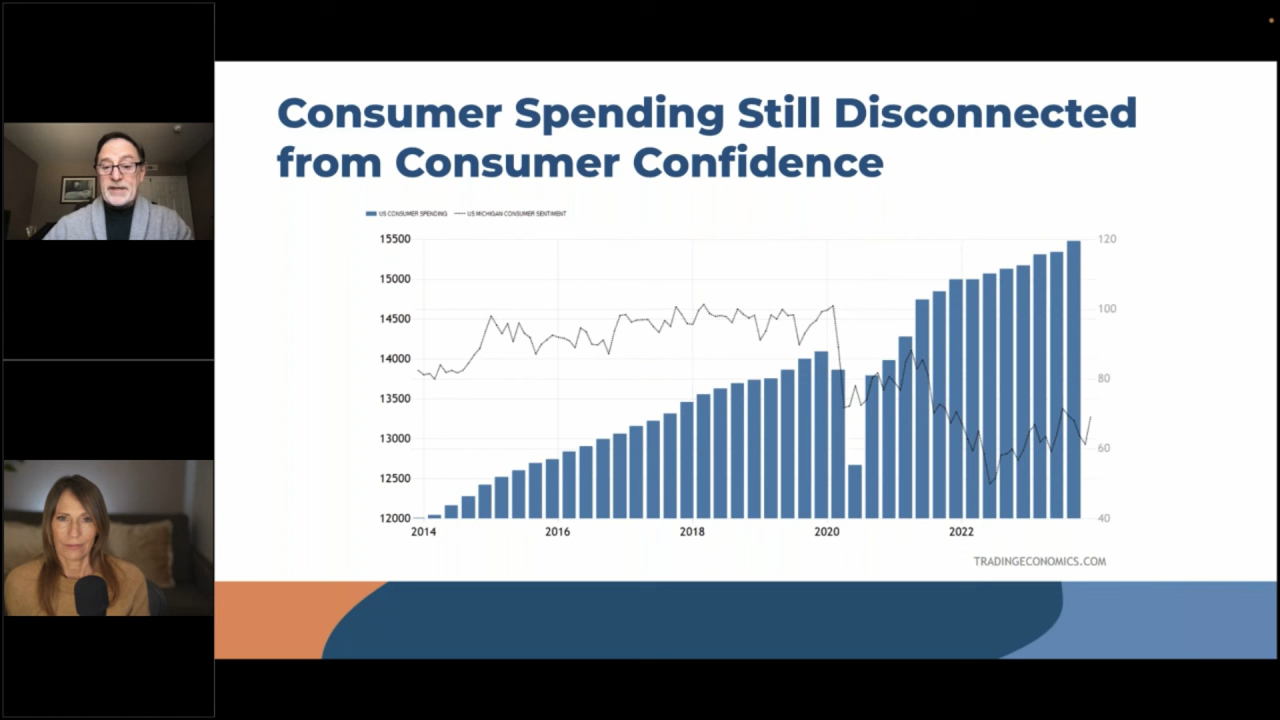 Consumer Spending Still Disconnected
from Consumer Confidence
US CONSUMER SPENDING US MICHIGAN CONSUMER SENTIMENT
15500 120
15000
100
14500
14000
80
13500
13000
60
12500
12000 40
2014 2016 2018 2020 2022
TRADINGECONOMICS.COM